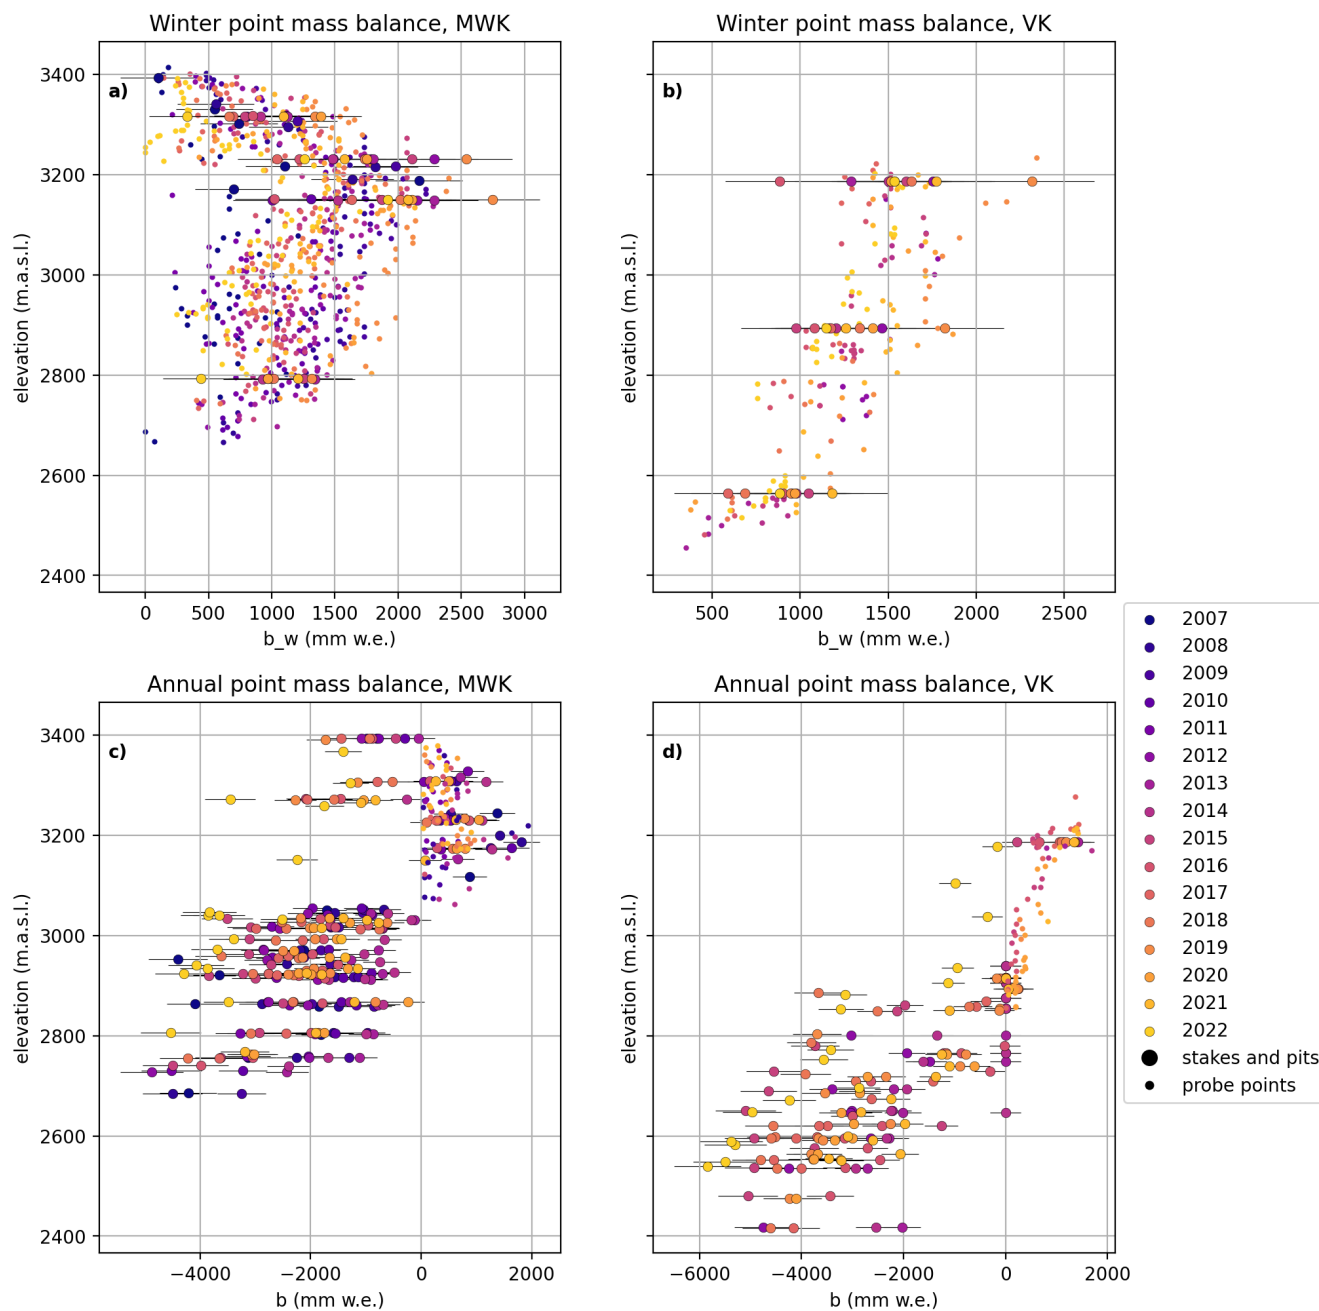 Winter point mass balance, MWK
Winter point mass balance, VK
a)
b)
3400
3200
3000
2800
2600
2400
elevation (m.a.s.l.)
elevation (m.a.s.l.)
0 500 1000 1500 2000 2500 3000
500 1000 1500 2000 2500
b_w (mm w.e.)
b_w (mm w.e.)
2007
2008
2009
2010
2011
2012
2013
2014
2015
2016
2017
2018
2019
2020
2021
2022
stakes and pits
probe points
Annual point mass balance, MWK
Annual point mass balance, VK
c)
d)
3400
3200
3000
2800
2600
2400
elevation (m.a.s.l.)
elevation (m.a.s.l.)
−4000 −2000 0 2000
−6000 −4000 −2000 0 2000
b (mm w.e.)
b (mm w.e.)